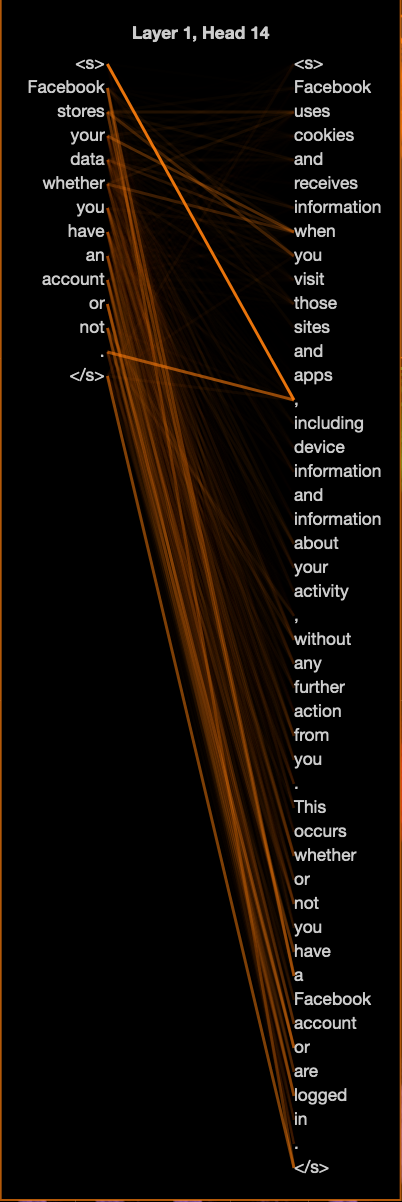 Layer 1, Head 14
<s> <s>
Facebook Facebook
stores uses
your cookies
data and
whether receives
you information
have when
an you
account visit
or those
not sites
. and
</s> apps
,
including
device
information
and
information
about
your
activity
,
without
any
further
action
from
you
.
This
occurs
whether
or
not
you
have
a
Facebook
account
or
are
logged
in
.
</s>